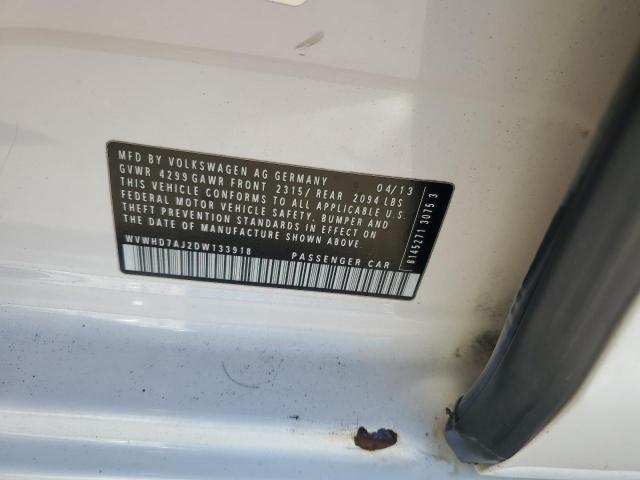 MFD BY VOLKSWAGEN AG GERMANY 04/13
GVWR 4299 GAWR FRONT 2315/ REAR 2094 LBS
THIS VEHICLE CONFORMS TO ALL APPLICABLE U.S.
FEDERAL MOTOR VEHICLE SAFETY, BUMPER AND
THEFT PREVENTION STANDARDS IN EFFECT ON
THE DATE OF MANUFACTURE SHOWN ABOVE.
WVWHD7AJ2DW133918 PASSENGER CAR
8145271 3075 3